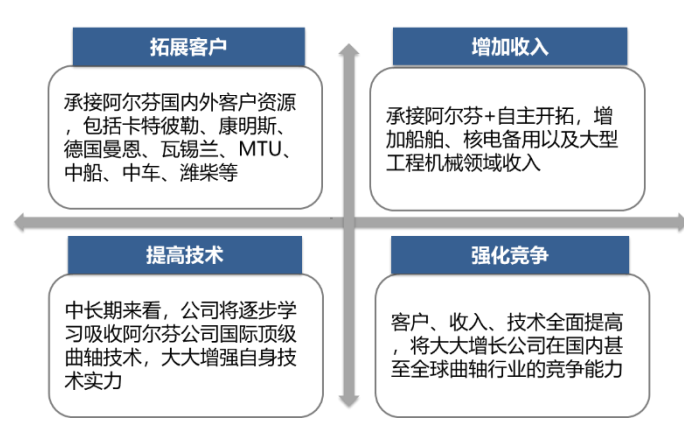 拓展客户
承接阿尔芬国内外客户资源
，包括卡特彼勒、康明斯、
德国曼恩、瓦锡兰、MTU、
中船、中车、潍柴等
增加收入
承接阿尔芬+自主开拓，增
加船舶、核电备用以及大型
工程机械领域收入
提高技术
中长期来看，公司将逐步学
习吸收阿尔芬公司国际顶级
曲轴技术，大大增强自身技
术实力
强化竞争
客户、收入、技术全面提高
，将大大增长公司在国内甚
至全球曲轴行业的竞争能力